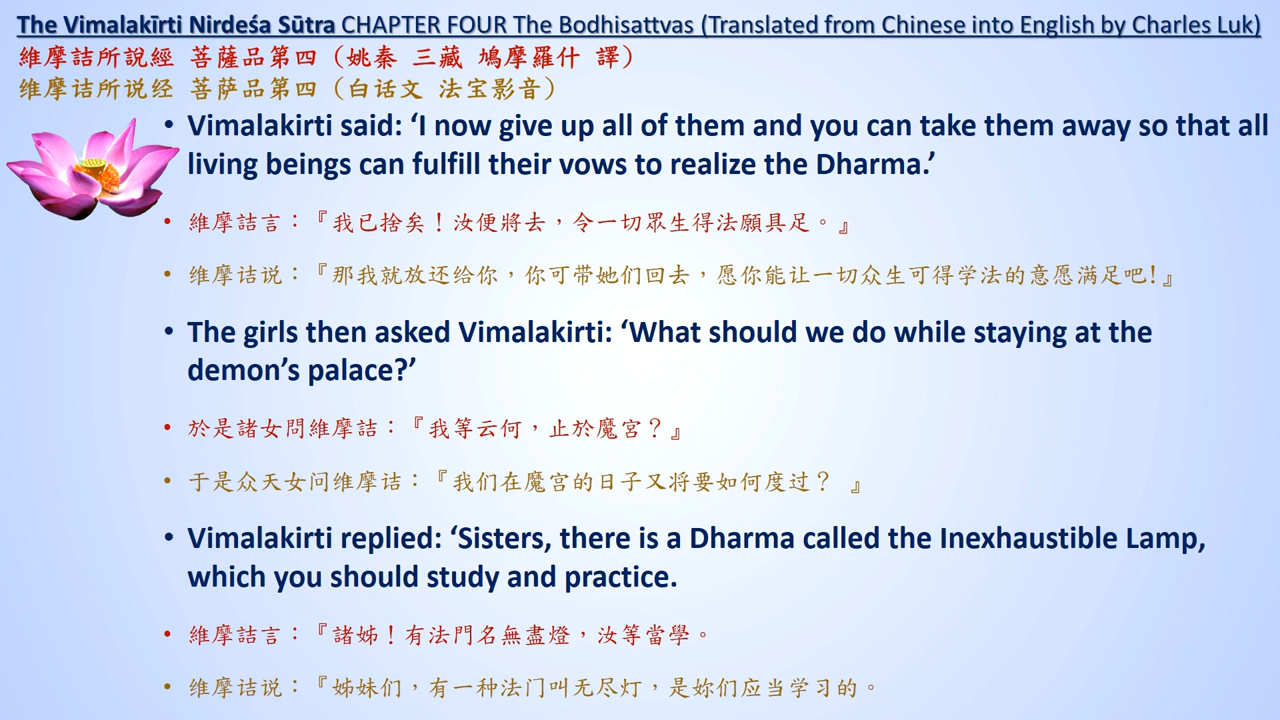 The Vimalakīrti Nirdeśa Sūtra CHAPTER FOUR The Bodhisattvas (Translated from Chinese into English by Charles Luk)
維摩詰所說經 菩薩品第四 (姚秦 三藏 鳩摩羅什 譯)
维摩诘所说经 菩萨品第四 (白话文 法宝影音)
• Vimalakirti said: ‘I now give up all of them and you can take them away so that all
living beings can fulfill their vows to realize the Dharma.’
• 維摩詰言：『我已捨矣！汝便將去，令一切眾生得法願具足。』
• 维摩诘说：『那我就放还给你，你可带她们回去，愿你能让一切众生可得学法的意愿满足吧!』
• The girls then asked Vimalakirti: ‘What should we do while staying at the
demon’s palace?’
• 於是諸女問維摩詰：『我等云何，止於魔宮？』
• 于是众天女问维摩诘：『我们在魔宫的日子又将要如何度过？ 』
• Vimalakirti replied: ‘Sisters, there is a Dharma called the Inexhaustible Lamp,
which you should study and practice.
• 維摩詰言：『諸姊！有法門名無盡燈，汝等當學。
• 维摩诘说：『姊妹们，有一种法门叫无尽灯，是妳们应当学习的。